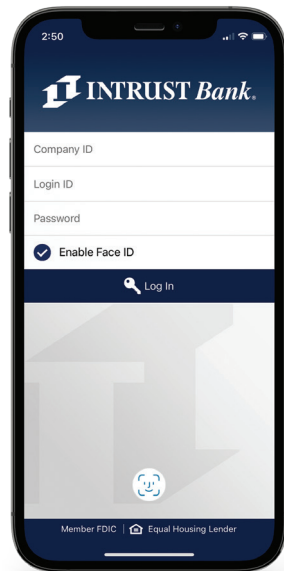 2:50
INTRUST Bank®
Company ID
Login ID
Password
Enable Face ID
Log In
Member FDIC | Equal Housing Lender